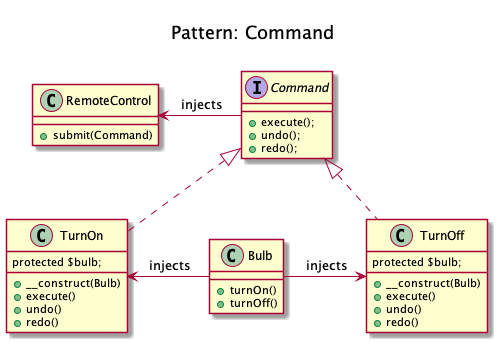 Pattern: Command
C RemoteControl
submit(Command)
injects
I Command
execute();
undo();
redo();
C TurnOn
protected $bulb;
__construct(Bulb)
execute()
undo()
redo()
injects
C Bulb
turnOn()
turnOff()
injects
C TurnOff
protected $bulb;
__construct(Bulb)
execute()
undo()
redo()